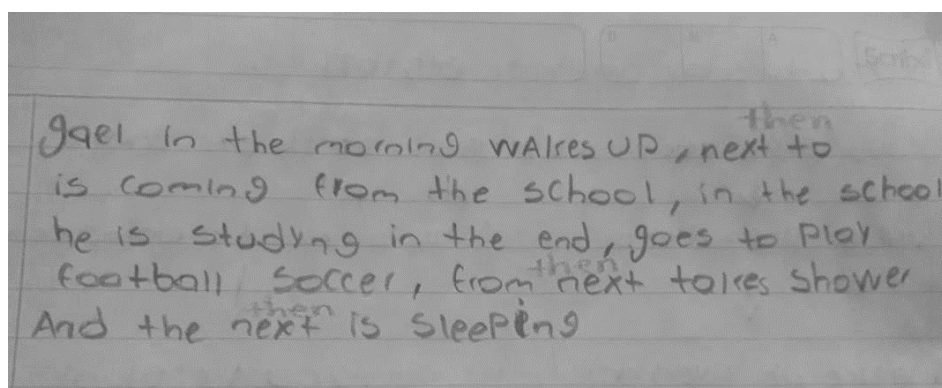 then
gael in the morning wakes up, next to
is coming from the school, in the school
he is studyng in the end, goes to play
then
football soccer, from next takes shower
then
And the next is sleeping